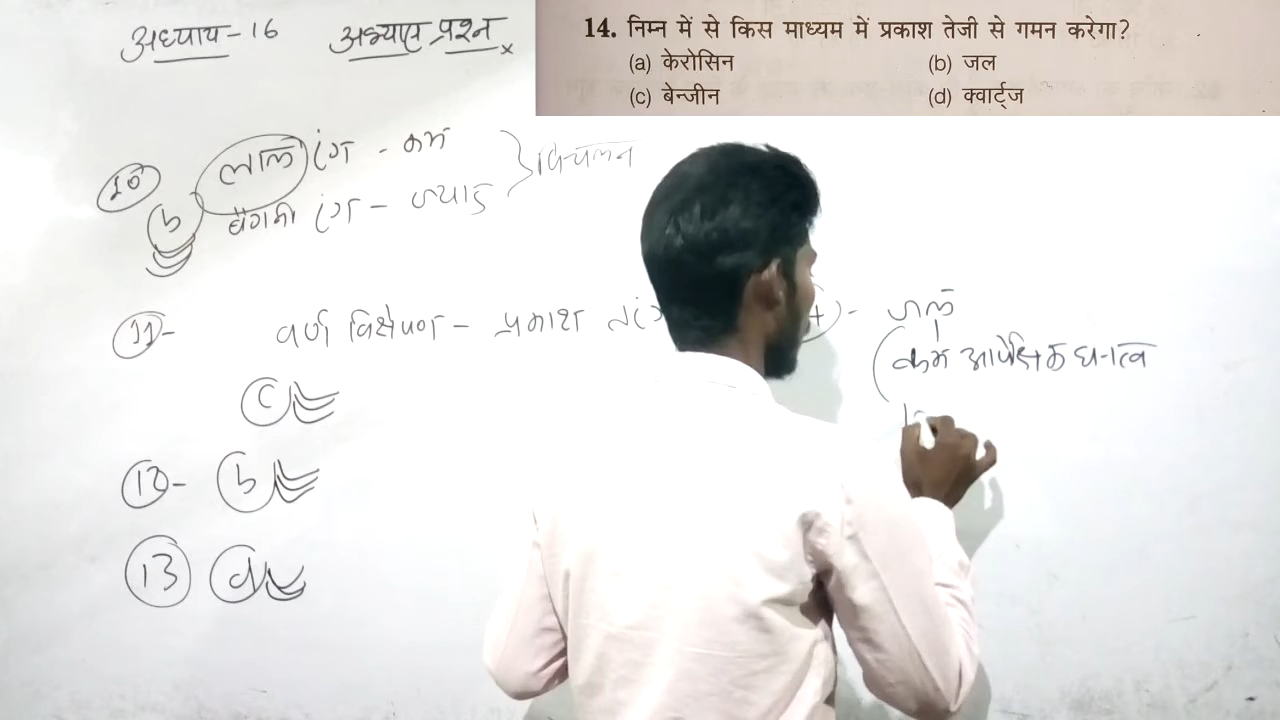 अध्याय-16 अभ्यास प्रश्न
14. निम्न में से किस माध्यम में प्रकाश तेजी से गमन करेगा?
(a) केरोसिन (b) जल
(c) बेन्जीन (d) क्वार्ट्ज
10 लाल रंग - कम
b बैंगनी रंग - ज्याद } विचलन
11- वर्ण विक्षेपण - प्रकाश
c
12- b
13 d
जल
(कम आपेक्षिक घनत्व